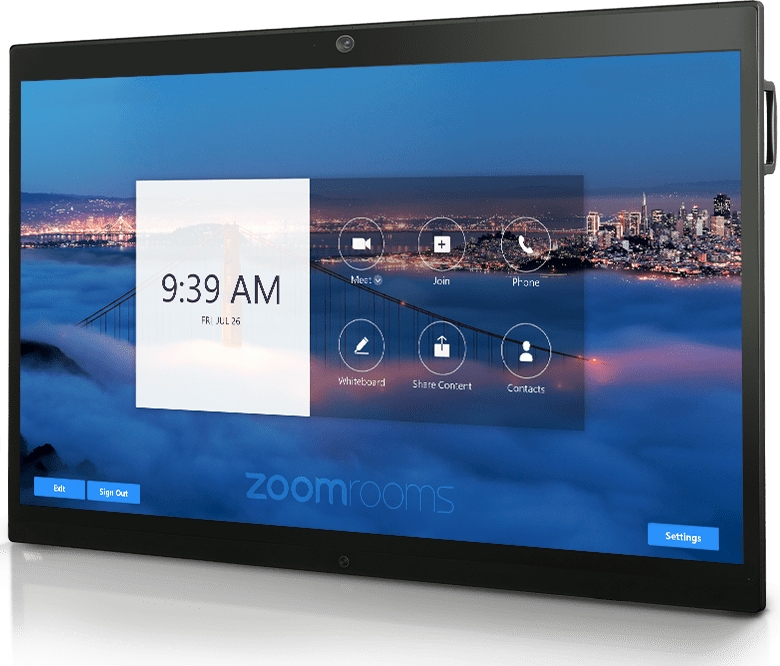 9:39 AM
FRI, JUL 26
Meet
Join
Phone
Whiteboard
Share Content
Contacts
zoomrooms
Exit
Sign Out
Settings